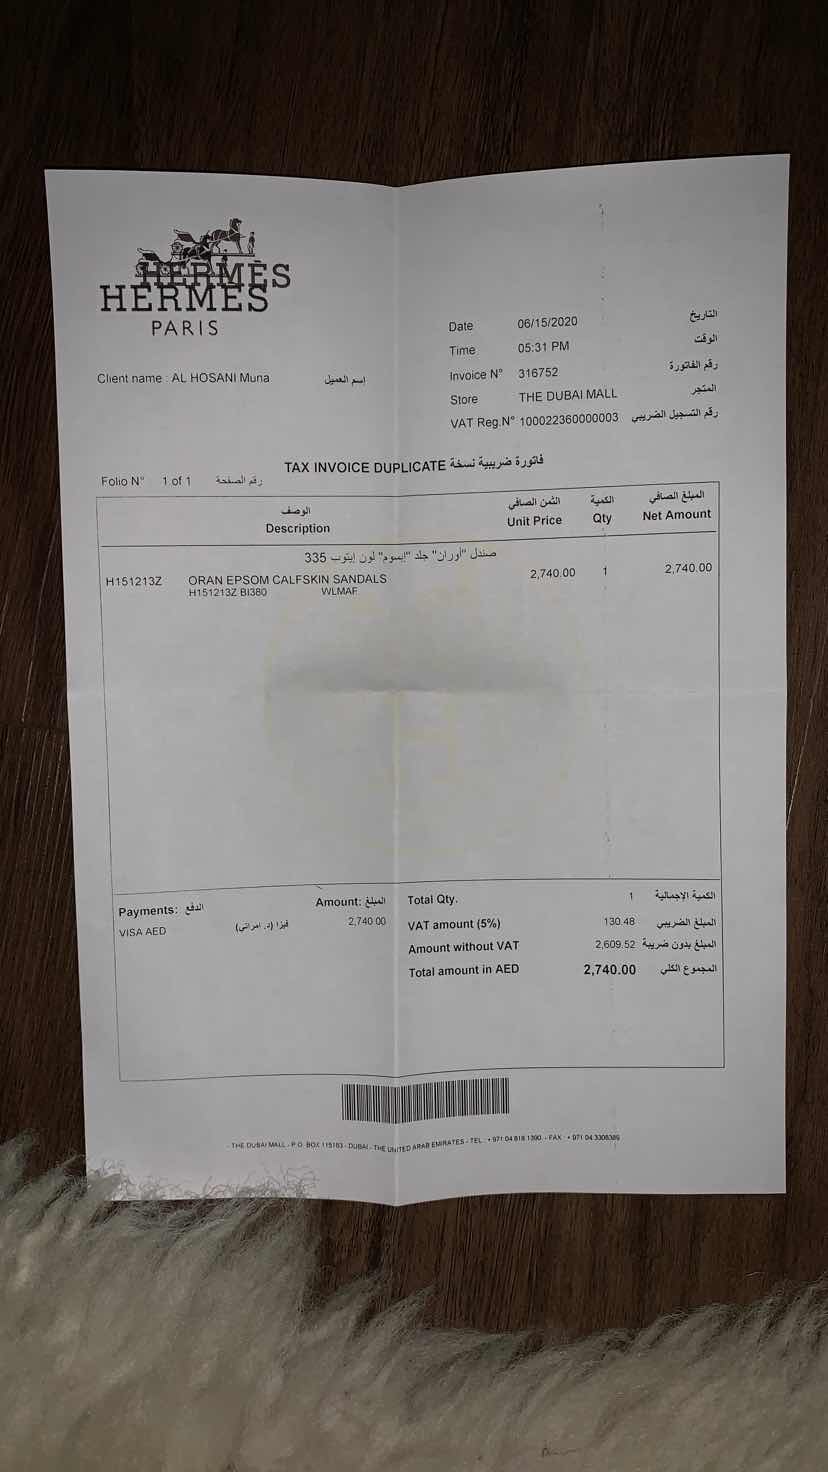 HERMÈS
HERMES
PARIS
Date 06/15/2020 التاريخ
Time 05:31 PM الوقت
Invoice N° 316752 رقم الفاتورة
Store THE DUBAI MALL المتجر
VAT Reg.N° 100022360000003 رقم التسجيل الضريبي
Client name : AL HOSANI Muna إسم العميل
TAX INVOICE DUPLICATE فاتورة ضريبية نسخة
Folio N° 1 of 1 رقم الصفحة
الوصف الثمن الصافي الكمية المبلغ الصافي
Description Unit Price Qty Net Amount
صندل "أوران" جلد "إبسوم" لون إيتوب 335
H151213Z ORAN EPSOM CALFSKIN SANDALS 2,740.00 1 2,740.00
H151213Z BI380 WLMAF
Payments: الدفع Amount: المبلغ
VISA AED فيزا (د. اماراتي) 2,740.00
Total Qty. 1 الكمية الإجمالية
VAT amount (5%) 130.48 المبلغ الضريبي
Amount without VAT 2,609.52 المبلغ بدون ضريبة
Total amount in AED 2,740.00 المجموع الكلي
- THE DUBAI MALL - P.O. BOX 115183 - DUBAI - THE UNITED ARAB EMIRATES - TEL : + 971 04 818 1390 - FAX : + 971 04 3308389